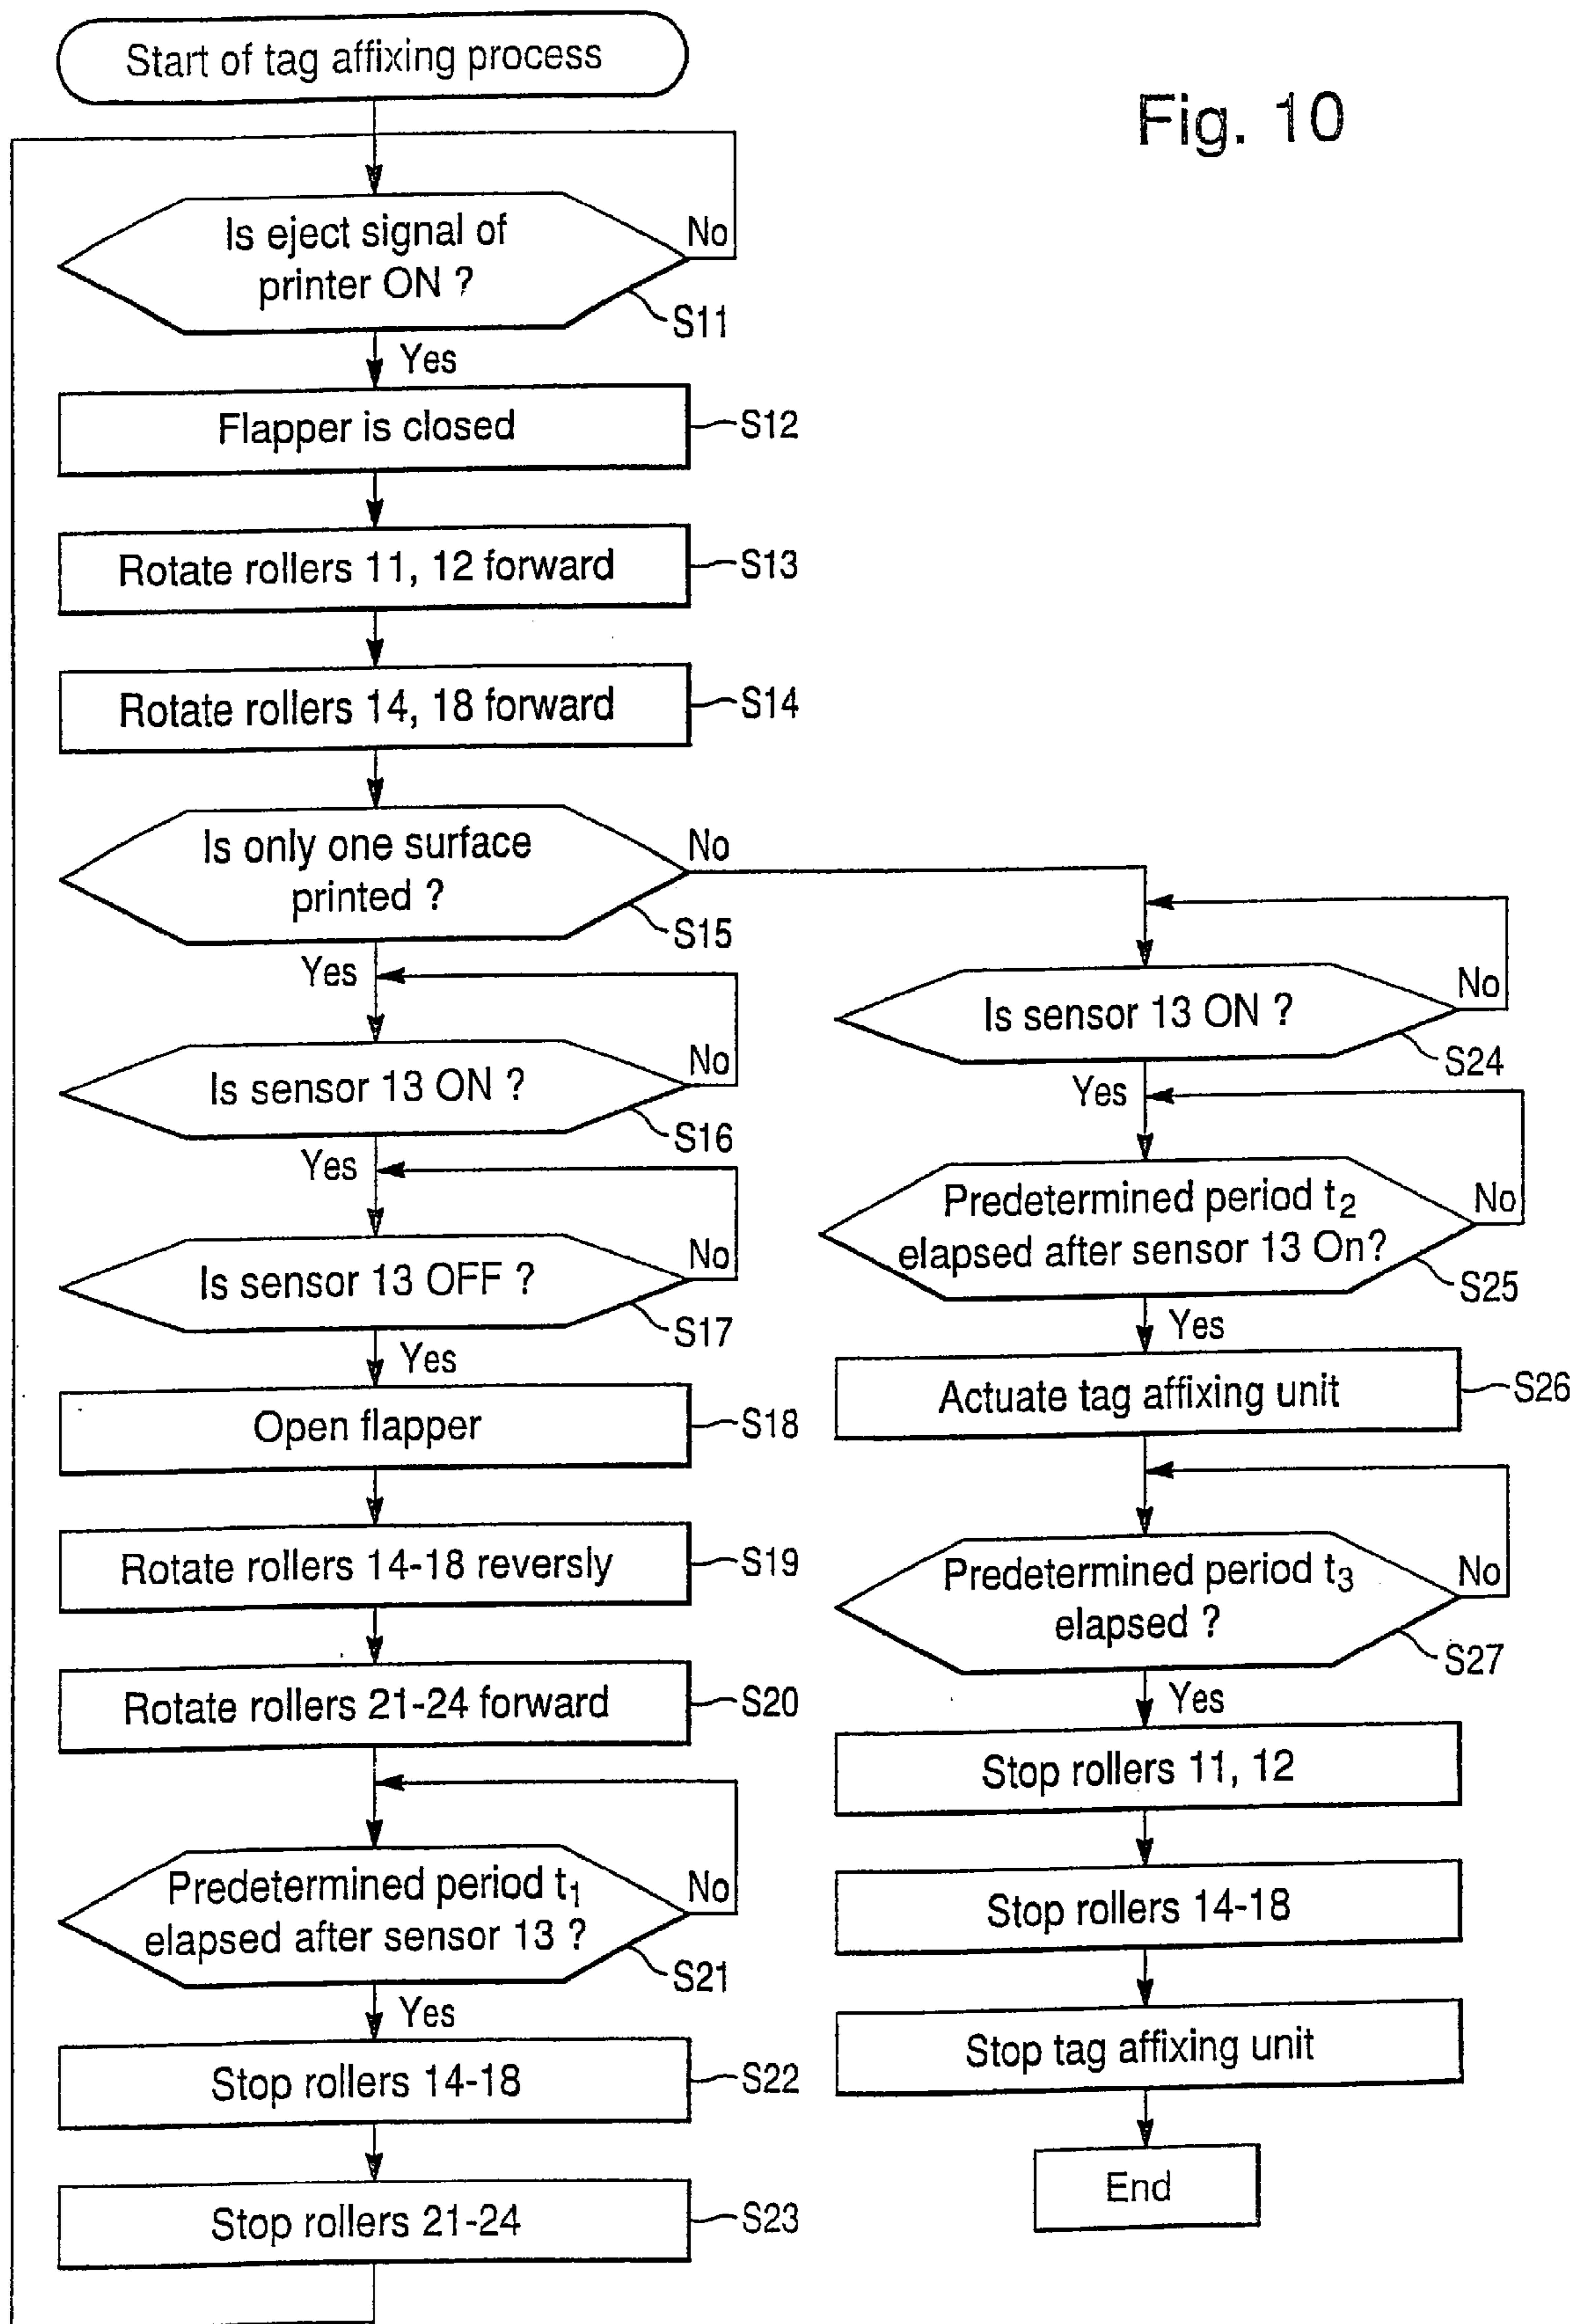 Fig. 10
Start of tag affixing process
Is eject signal of
printer ON ?
No
S11
Yes
Flapper is closed
S12
Rotate rollers 11, 12 forward
S13
Rotate rollers 14, 18 forward
S14
Is only one surface
printed ?
No
S15
Yes
Is sensor 13 ON ?
No
S16
Yes
Is sensor 13 OFF ?
No
S17
Yes
Open flapper
S18
Rotate rollers 14-18 reversly
S19
Rotate rollers 21-24 forward
S20
Predetermined period t1
elapsed after sensor 13 ?
No
S21
Yes
Stop rollers 14-18
S22
Stop rollers 21-24
S23
Is sensor 13 ON ?
No
S24
Yes
Predetermined period t2
elapsed after sensor 13 On?
No
S25
Yes
Actuate tag affixing unit
S26
Predetermined period t3
elapsed ?
No
S27
Yes
Stop rollers 11, 12
Stop rollers 14-18
Stop tag affixing unit
End